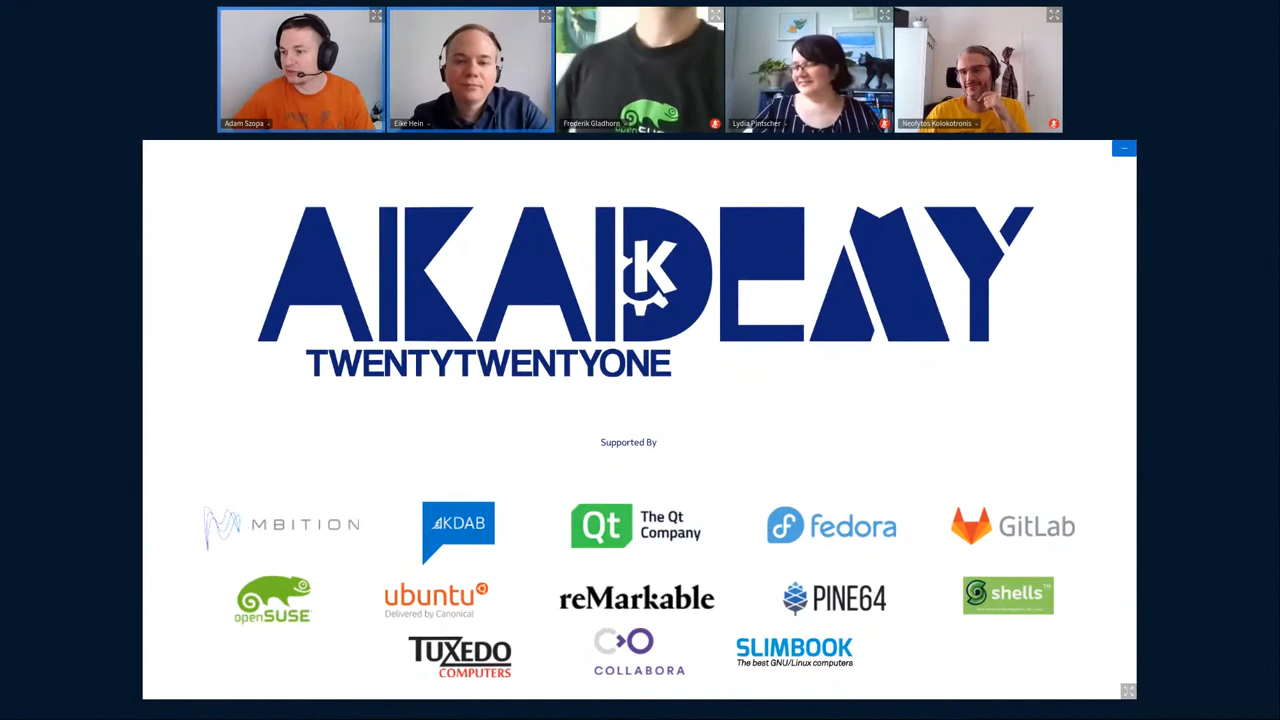 Adam Szopa
Eike Hein
Frederik Gladhorn
Lydia Pintscher
Neofytos Kolokotronis
openSUSE
AKADEMY
K
TWENTYTWENTYONE
Supported By
MBITION
KDAB
Qt The Qt Company
fedora
GitLab
openSUSE
ubuntu
Delivered by Canonical
reMarkable
PINE64
shells™
TUXEDO
COMPUTERS
COLLABORA
SLIMBOOK
The best GNU/Linux computers